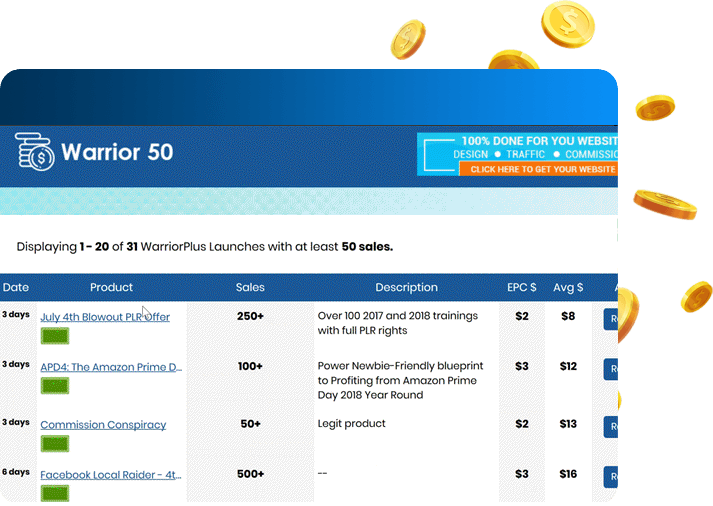 Warrior 50
100% DONE FOR YOU WEBSIT
DESIGN ● TRAFFIC ● COMMISSIO
CLICK HERE TO GET YOUR WEBSITE
Displaying 1 - 20 of 31 WarriorPlus Launches with at least 50 sales.
Date Product Sales Description EPC $ Avg $
3 days July 4th Blowout PLR Offer 250+ Over 100 2017 and 2018 trainings $2 $8
with full PLR rights
3 days APD4: The Amazon Prime D... 100+ Power Newbie-Friendly blueprint $3 $12
to Profiting from Amazon Prime
Day 2018 Year Round
3 days Commission Conspiracy 50+ Legit product $2 $13
6 days Facebook Local Raider - 4t... 500+ -- $3 $16